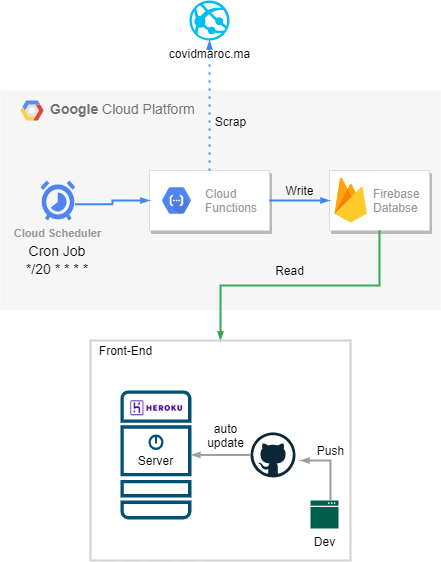 covidmaroc.ma
Google Cloud Platform
Scrap
Cloud
Functions
Write
Firebase
Databse
Cloud Scheduler
Cron Job
*/20 * * * *
Read
Front-End
HEROKU
Server
auto
update
Push
Dev